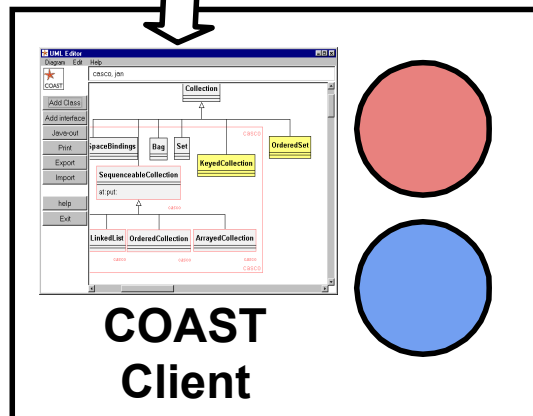 UML Editor
Diagram Edit Help
COAST
casco, jan
Add Class
Add interface
Java-out
Print
Export
Import
help
Exit
Collection
casco
spaceBindings
Bag
Set
KeyedCollection
OrderedSet
SequenceableCollection
at:put:
casco
LinkedList
OrderedCollection
ArrayedCollection
casco
casco
casco
casco
COAST
Client